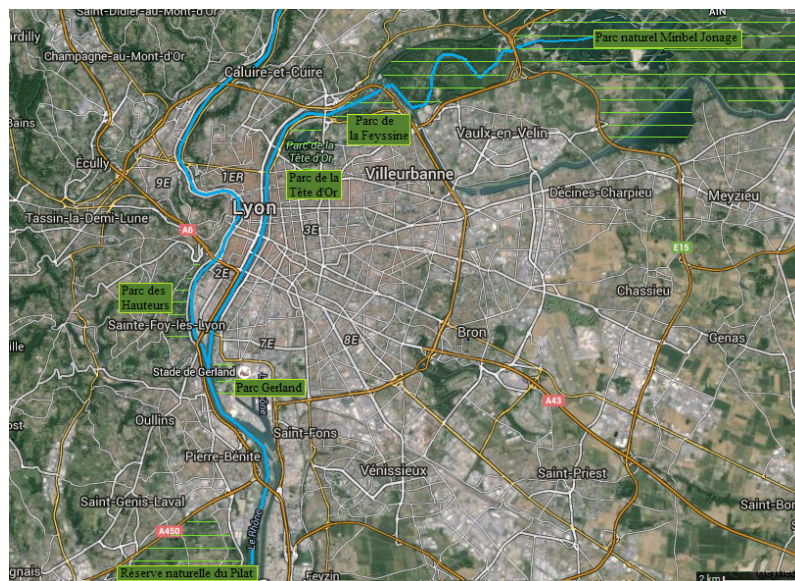 Saint-Didier-au-Mont-d'Or
AIN
Parc naturel Miribel Jonage
Champagne-au-Mont-d'Or
Caluire-et-Cuire
Parc de
la Feyssine
Vaulx-en-Velin
Parc de la
Tête d'Or
Écully
9E
1ER
Parc de la
Tête d'Or
Villeurbanne
Décines-Charpieu
Meyzieu
Lyon
Tassin-la-Demi-Lune
A6
3E
E15
2E
Parc des
Hauteurs
Chassieu
Sainte-Foy-lès-Lyon
7E
8E
Bron
Genas
Stade de Gerland
Parc Gerland
A43
Oullins
Saint-Fons
Pierre-Bénite
Vénissieux
Saint-Priest
Saint-Genis-Laval
Saint-Bon
A450
Le Rhône
Réserve naturelle du Pilat
Feyzin
2 km